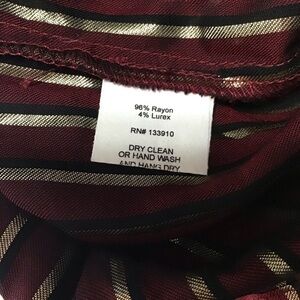 96% Rayon
4% Lurex
RN# 133910
DRY CLEAN
OR HAND WASH
AND HANG DRY